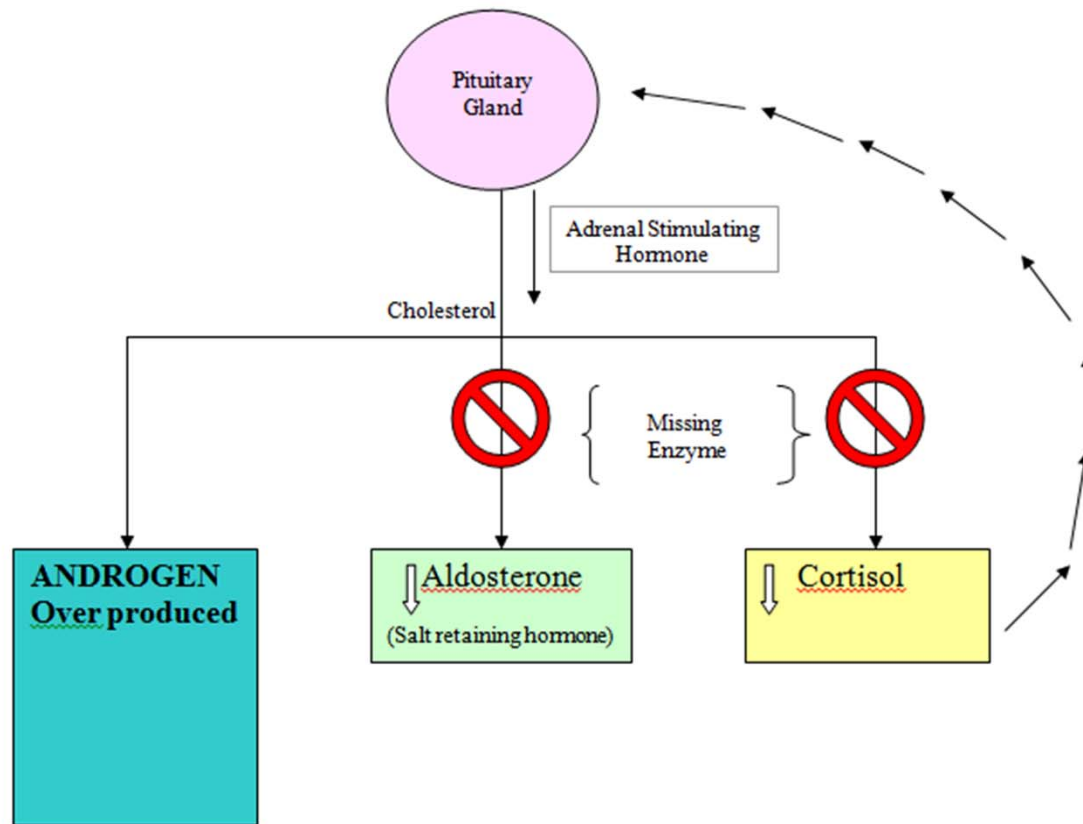 Pituitary
Gland
Adrenal Stimulating
Hormone
Cholesterol
Missing
Enzyme
ANDROGEN
Over produced
Aldosterone
(Salt retaining hormone)
Cortisol